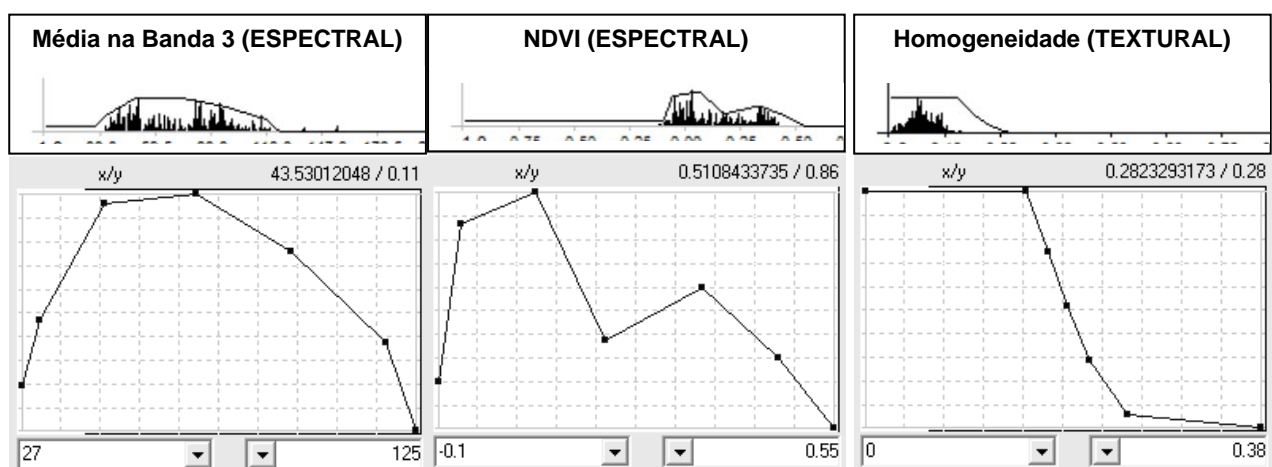 Média na Banda 3 (ESPECTRAL)
NDVI (ESPECTRAL)
Homogeneidade (TEXTURAL)
x/y 43.53012048 / 0.11
x/y 0.5108433735 / 0.86
x/y 0.2823293173 / 0.28
27 125
-0.1 0.55
0 0.38